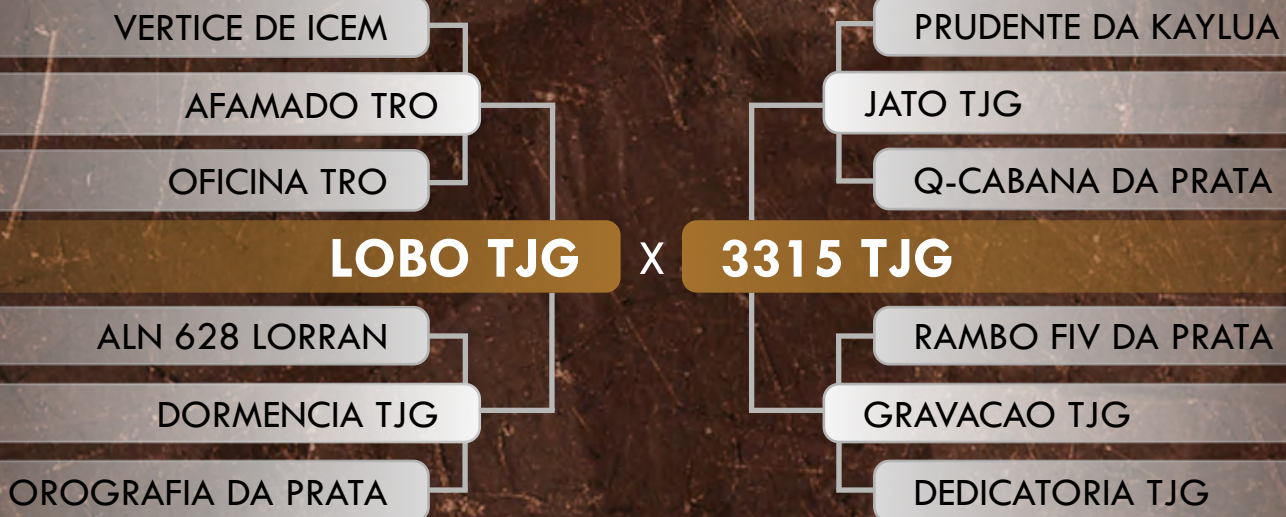 VERTICE DE ICEM
AFAMADO TRO
OFICINA TRO
LOBO TJG X 3315 TJG
ALN 628 LORRAN
DORMENCIA TJG
OROGRAFIA DA PRATA
PRUDENTE DA KAYLUA
JATO TJG
Q-CABANA DA PRATA
RAMBO FIV DA PRATA
GRAVACAO TJG
DEDICATORIA TJG